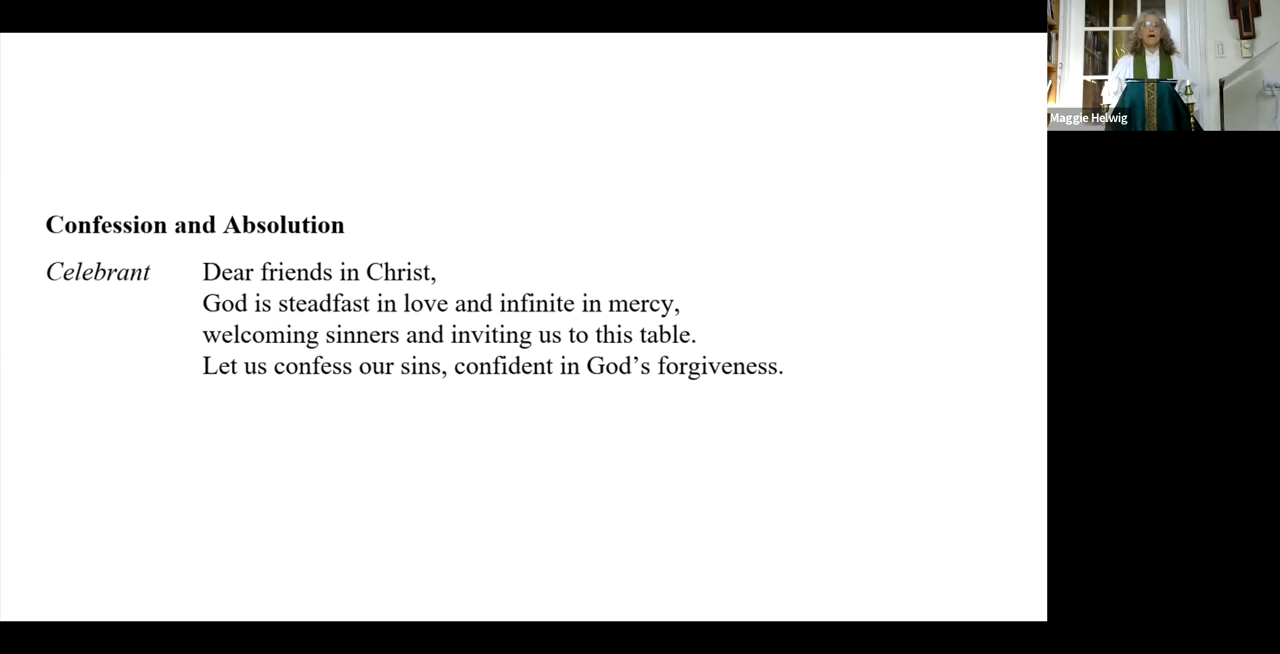 Confession and Absolution
Celebrant Dear friends in Christ,
God is steadfast in love and infinite in mercy,
welcoming sinners and inviting us to this table.
Let us confess our sins, confident in God’s forgiveness.
Maggie Helwig